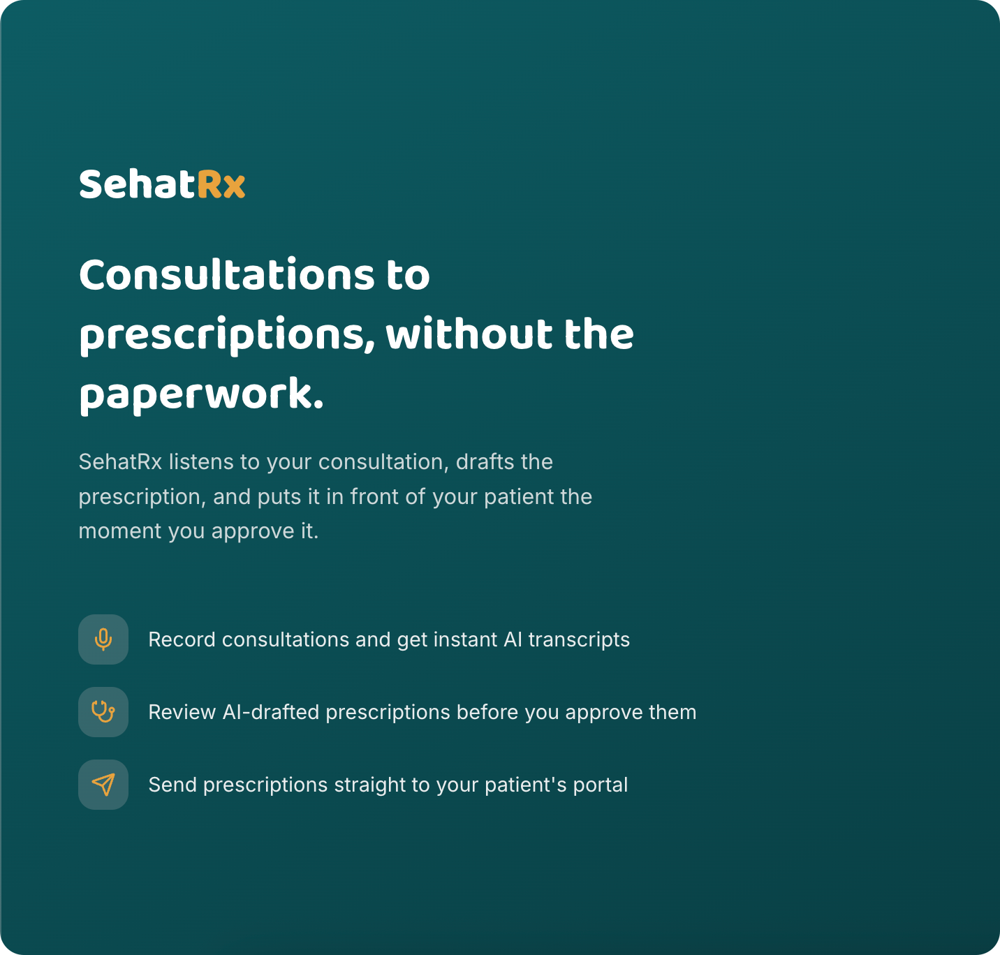 SehatRx
Consultations to
prescriptions, without the
paperwork.
SehatRx listens to your consultation, drafts the
prescription, and puts it in front of your patient the
moment you approve it.
Record consultations and get instant AI transcripts
Review AI-drafted prescriptions before you approve them
Send prescriptions straight to your patient's portal